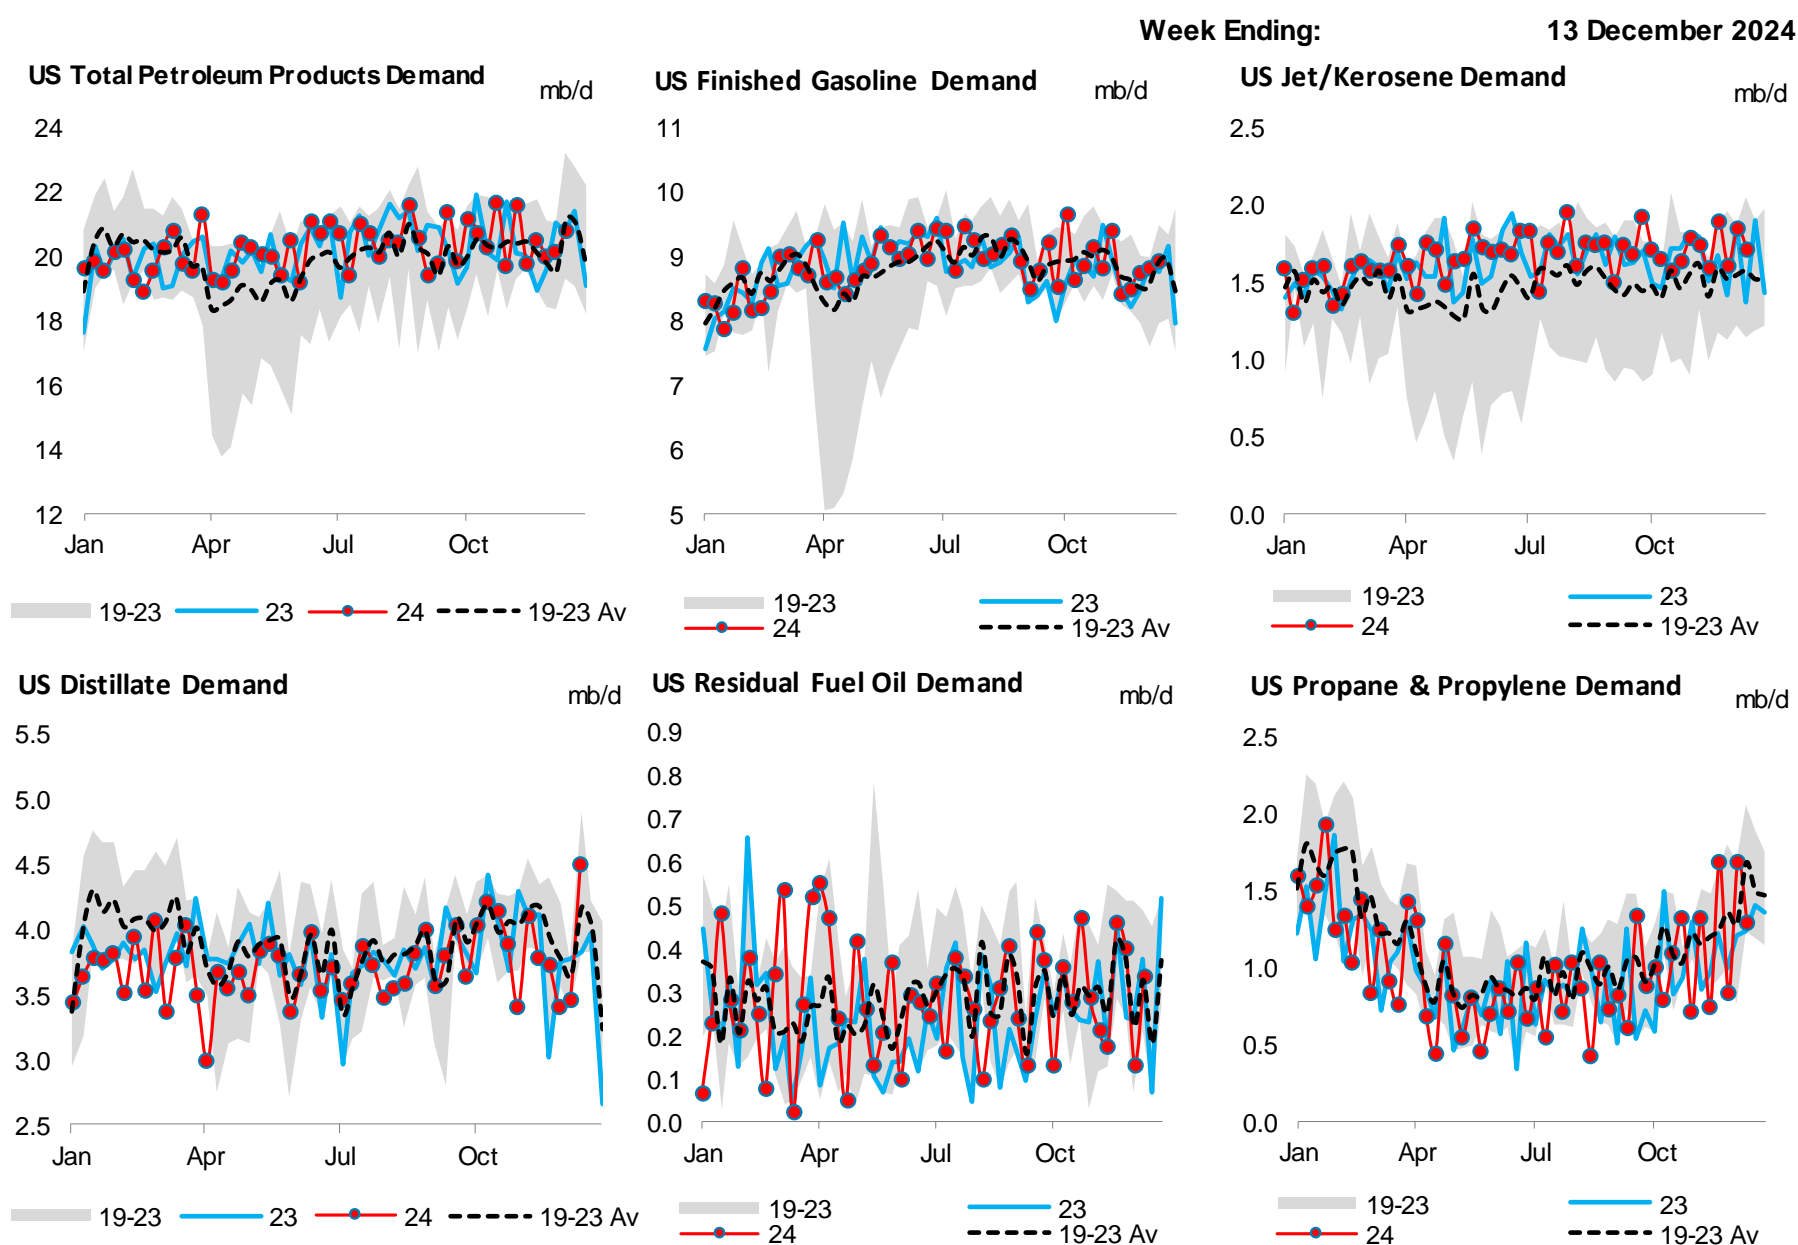 Week Ending: 13 December 2024
US Total Petroleum Products Demand
mb/d
24
22
20
18
16
14
12
Jan Apr Jul Oct
19-23 23 24 19-23 Av
US Finished Gasoline Demand
mb/d
11
10
9
8
7
6
5
Jan Apr Jul Oct
19-23 23
24 19-23 Av
US Jet/Kerosene Demand
mb/d
2.5
2.0
1.5
1.0
0.5
0.0
Jan Apr Jul Oct
19-23 23
24 19-23 Av
US Distillate Demand
mb/d
5.5
5.0
4.5
4.0
3.5
3.0
2.5
Jan Apr Jul Oct
19-23 23 24 19-23 Av
US Residual Fuel Oil Demand
mb/d
0.9
0.8
0.7
0.6
0.5
0.4
0.3
0.2
0.1
0.0
Jan Apr Jul Oct
19-23 23
24 19-23 Av
US Propane & Propylene Demand
mb/d
2.5
2.0
1.5
1.0
0.5
0.0
Jan Apr Jul Oct
19-23 23
24 19-23 Av